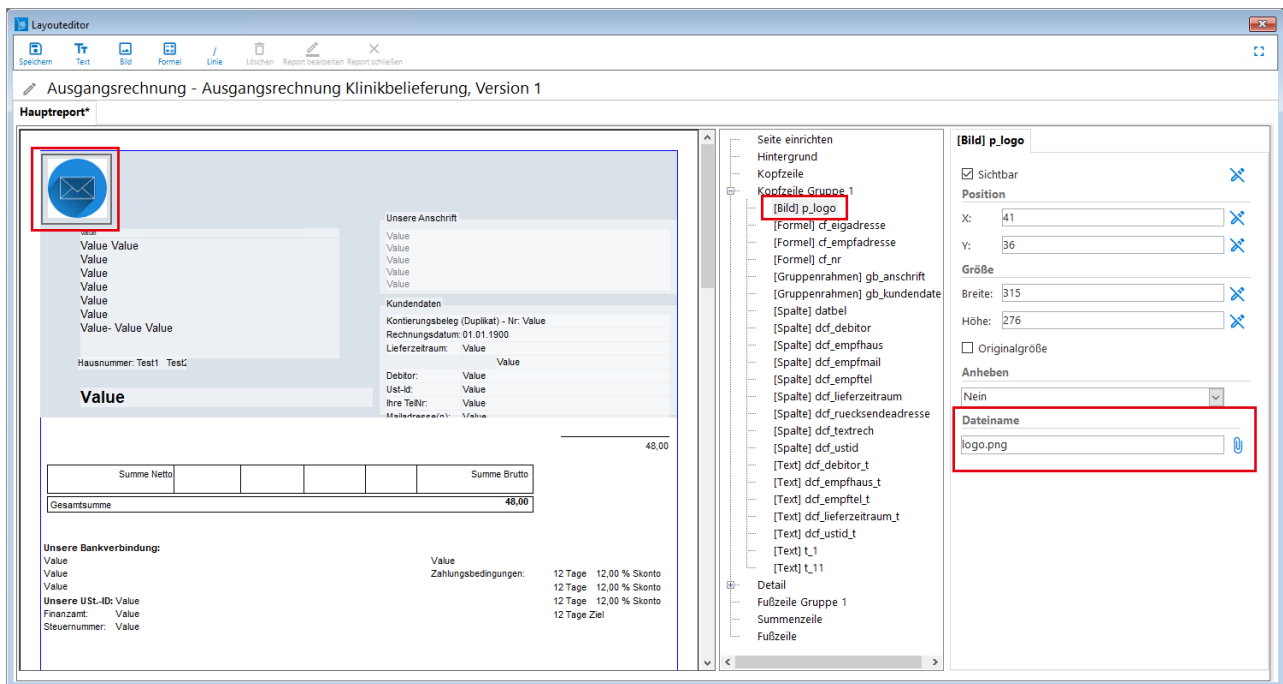 Layouteditor
Speichern Text Bild Formel Linie Löschen Report bearbeiten Report schließen
Ausgangsrechnung - Ausgangsrechnung Klinikbelieferung, Version 1
Hauptreport*
Value
Value Value
Value
Value
Value
Value
Value
Value- Value Value
Hausnummer: Test1 Test2
Value
Unsere Anschrift
Value
Value
Value
Value
Value
Kundendaten
Kontierungsbeleg (Duplikat) - Nr: Value
Rechnungsdatum: 01.01.1900
Lieferzeitraum: Value
Value
Debitor: Value
Ust-Id: Value
Ihre TelNr: Value
Mailadresse(n): Value
48,00
Summe Netto Summe Brutto
Gesamtsumme 48,00
Unsere Bankverbindung:
Value Value
Value Zahlungsbedingungen: 12 Tage 12,00 % Skonto
Value 12 Tage 12,00 % Skonto
Unsere USt.-ID: Value 12 Tage 12,00 % Skonto
Finanzamt: Value 12 Tage Ziel
Steuernummer: Value
Seite einrichten
Hintergrund
Kopfzeile
Kopfzeile Gruppe 1
[Bild] p_logo
[Formel] cf_eigadresse
[Formel] cf_empfadresse
[Formel] cf_nr
[Gruppenrahmen] gb_anschrift
[Gruppenrahmen] gb_kundendate
[Spalte] datbel
[Spalte] dcf_debitor
[Spalte] dcf_empfhaus
[Spalte] dcf_empfmail
[Spalte] dcf_empftel
[Spalte] dcf_lieferzeitraum
[Spalte] dcf_ruecksendeadresse
[Spalte] dcf_textrech
[Spalte] dcf_ustid
[Text] dcf_debitor_t
[Text] dcf_empfhaus_t
[Text] dcf_empftel_t
[Text] dcf_lieferzeitraum_t
[Text] dcf_ustid_t
[Text] t_1
[Text] t_11
Detail
Fußzeile Gruppe 1
Summenzeile
Fußzeile
[Bild] p_logo
Sichtbar
Position
X: 41
Y: 36
Größe
Breite: 315
Höhe: 276
Originalgröße
Anheben
Nein
Dateiname
logo.png